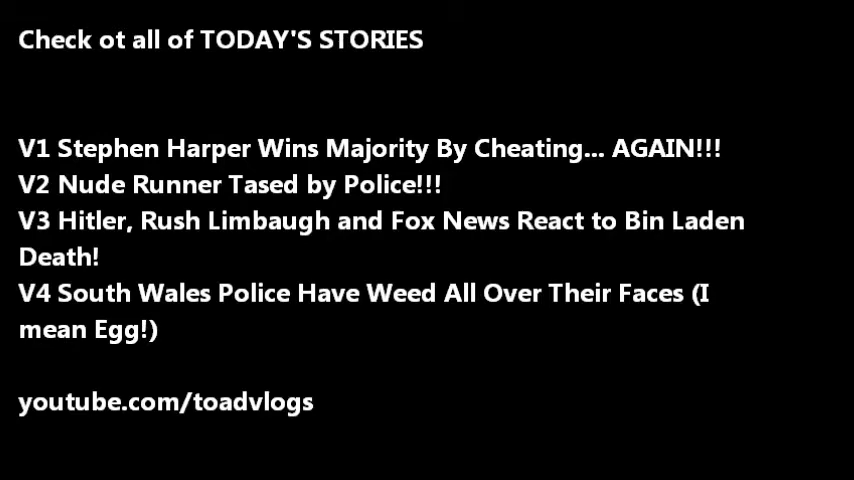 Check ot all of TODAY'S STORIES
V1 Stephen Harper Wins Majority By Cheating... AGAIN!!!
V2 Nude Runner Tased by Police!!!
V3 Hitler, Rush Limbaugh and Fox News React to Bin Laden
Death!
V4 South Wales Police Have Weed All Over Their Faces (I
mean Egg!)
youtube.com/toadvlogs